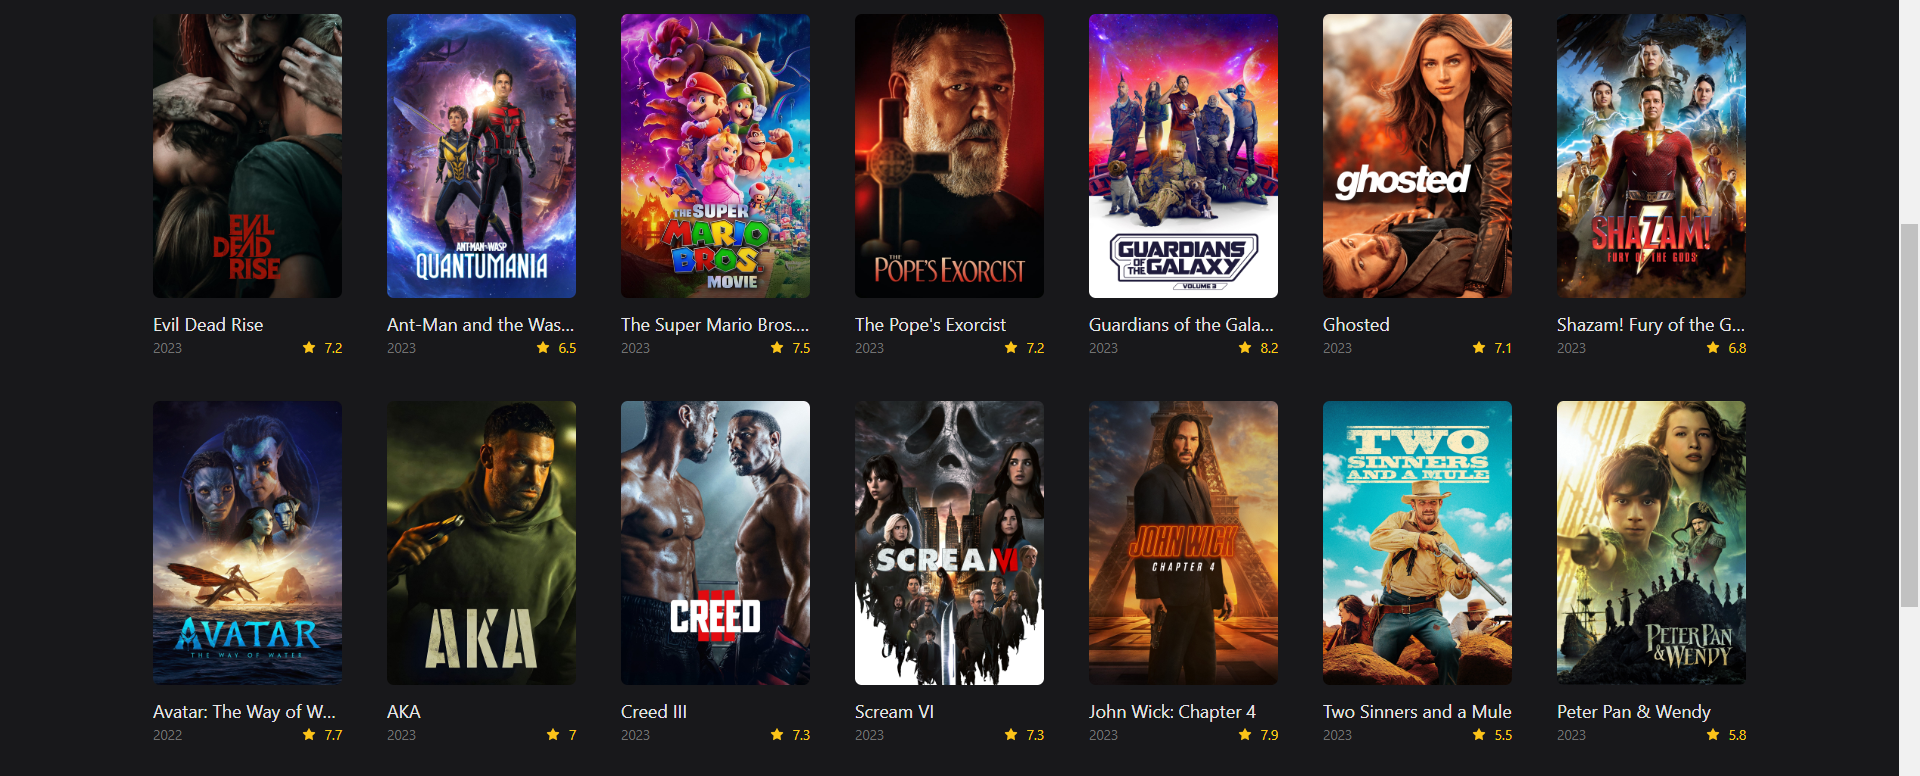 EVIL
DEAD
RISE
ANT-MAN AND THE WASP
QUANTUMANIA
THE SUPER
MARIO
BROS.
MOVIE
THE
POPE'S EXORCIST
GUARDIANS
OF THE GALAXY
VOLUME 3
ghosted
SHAZAM!
FURY OF THE GODS
Evil Dead Rise
2023 7.2
Ant-Man and the Was...
2023 6.5
The Super Mario Bros....
2023 7.5
The Pope's Exorcist
2023 7.2
Guardians of the Gala...
2023 8.2
Ghosted
2023 7.1
Shazam! Fury of the G...
2023 6.8
AVATAR
THE WAY OF WATER
AKA
CREED
III
SCREAM VI
JOHN WICK
CHAPTER 4
TWO
SINNERS
AND A MULE
PETER PAN
& WENDY
Avatar: The Way of W...
2022 7.7
AKA
2023 7
Creed III
2023 7.3
Scream VI
2023 7.3
John Wick: Chapter 4
2023 7.9
Two Sinners and a Mule
2023 5.5
Peter Pan & Wendy
2023 5.8